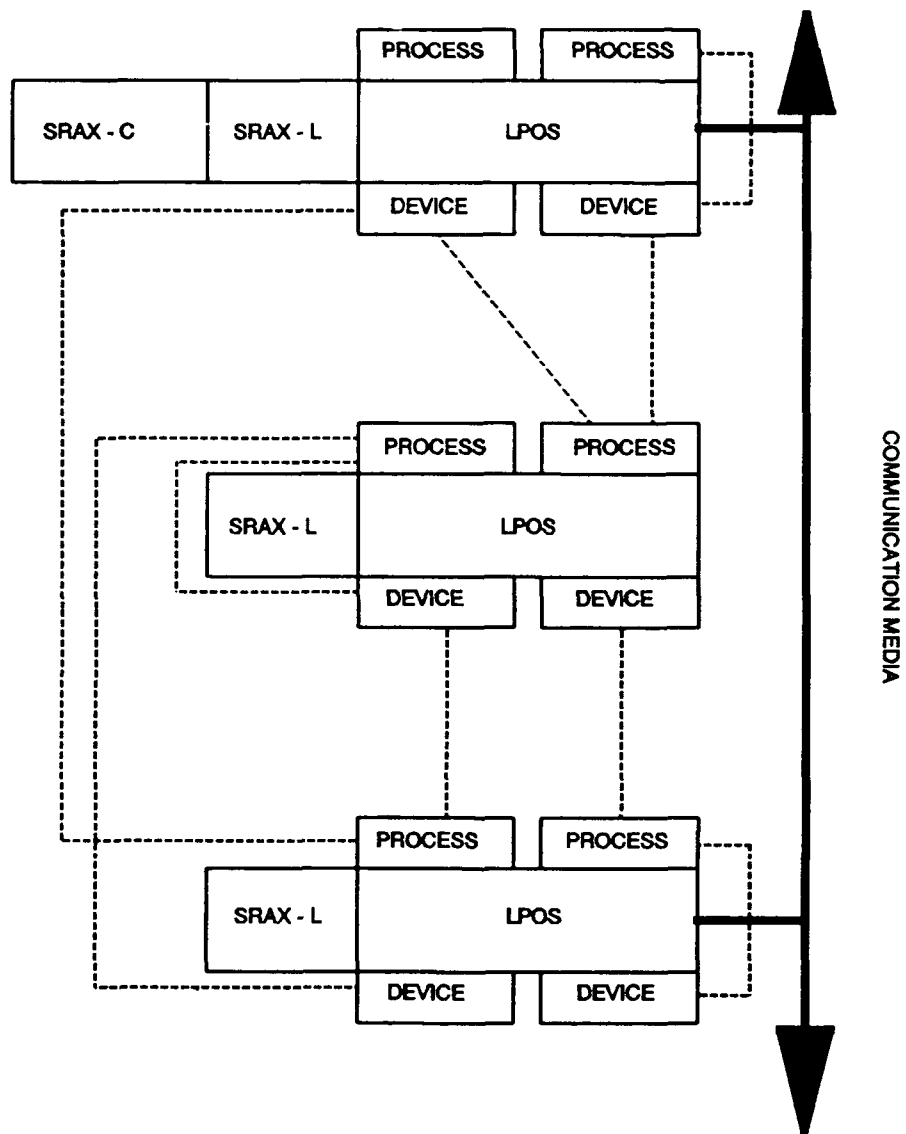 PROCESS
PROCESS
SRAX - C
SRAX - L
LPOS
DEVICE
DEVICE
PROCESS
PROCESS
SRAX - L
LPOS
DEVICE
DEVICE
COMMUNICATION MEDIA
PROCESS
PROCESS
SRAX - L
LPOS
DEVICE
DEVICE